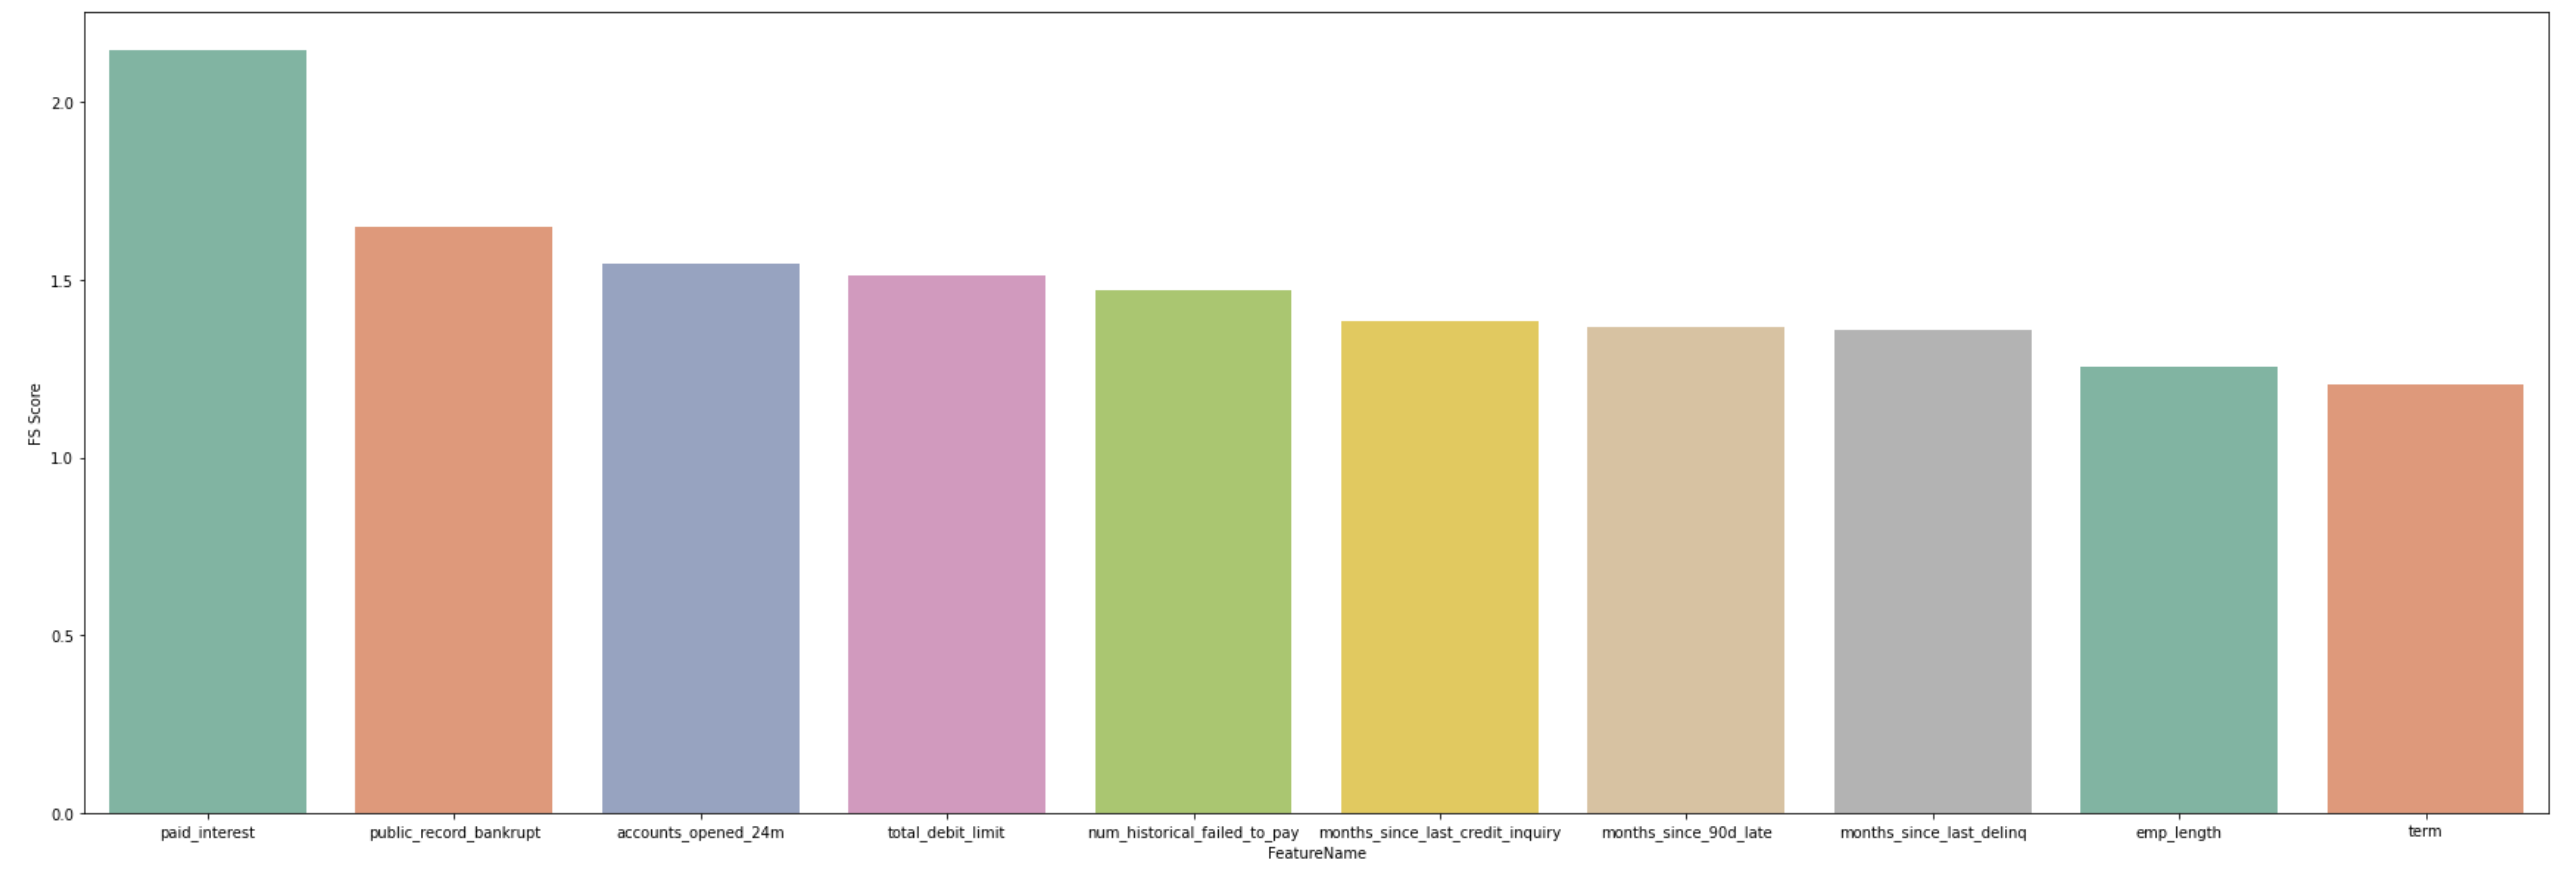 2.0
1.5
1.0
0.5
0.0
FS Score
paid_interest
public_record_bankrupt
accounts_opened_24m
total_debit_limit
num_historical_failed_to_pay
months_since_last_credit_inquiry
months_since_90d_late
months_since_last_delinq
emp_length
term
FeatureName